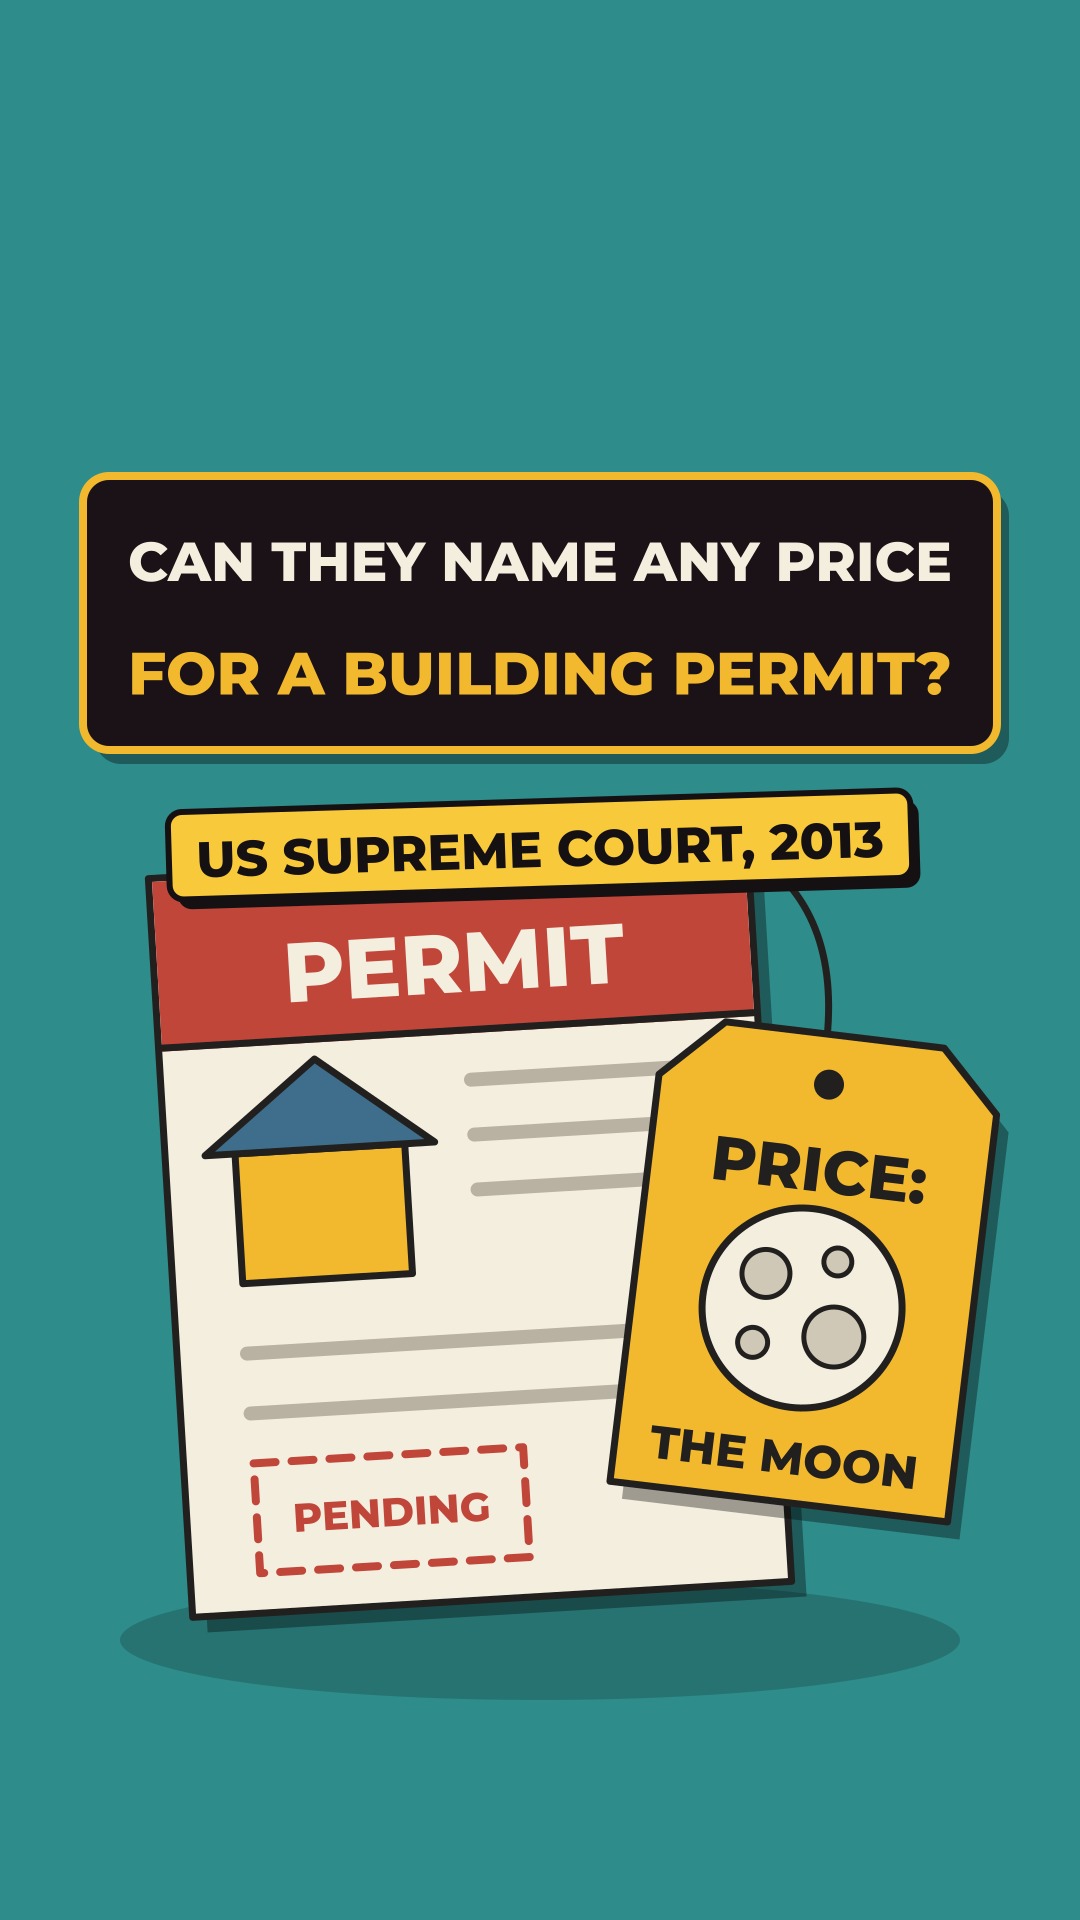 CAN THEY NAME ANY PRICE
FOR A BUILDING PERMIT?
US SUPREME COURT, 2013
PERMIT
PRICE:
THE MOON
PENDING